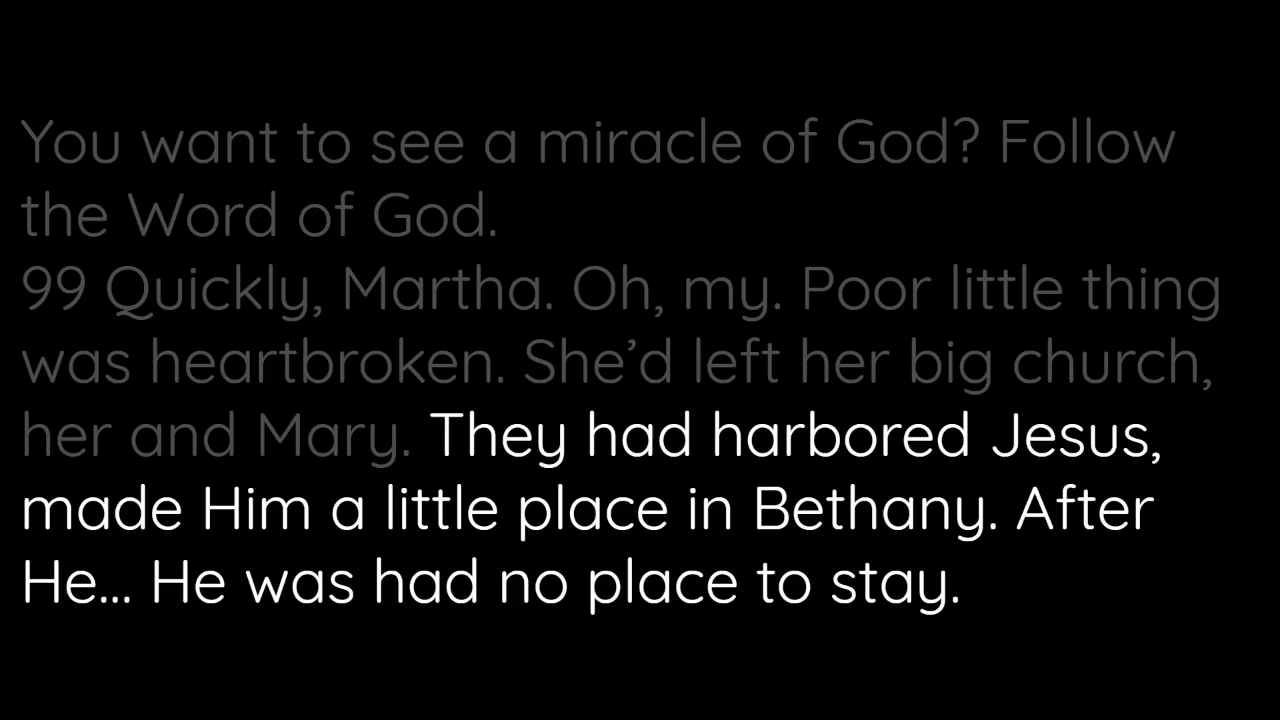 You want to see a miracle of God? Follow
the Word of God.
99 Quickly, Martha. Oh, my. Poor little thing
was heartbroken. She’d left her big church,
her and Mary. They had harbored Jesus,
made Him a little place in Bethany. After
He... He was had no place to stay.